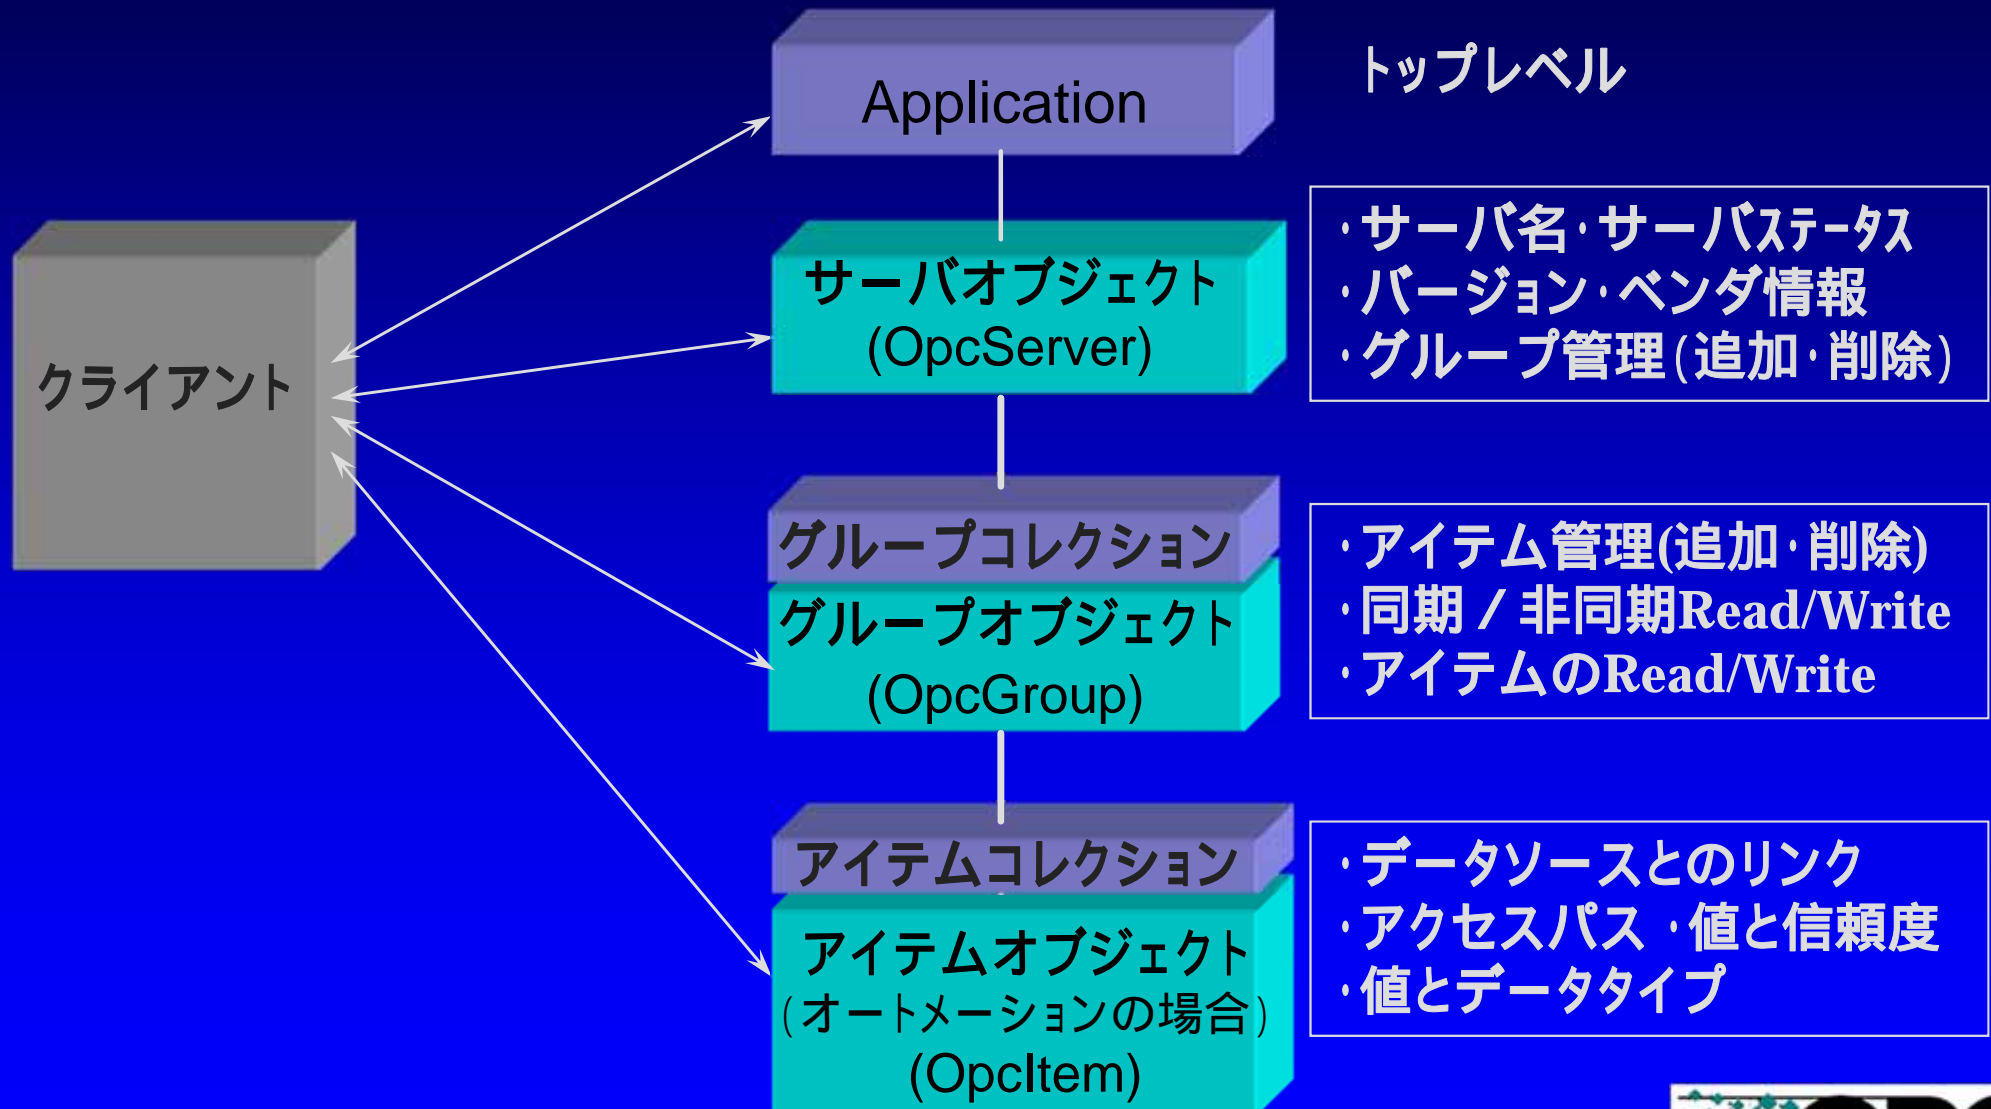 Application
トップレベル
クライアント
サーバオブジェクト
(OpcServer)
・サーバ名・サーバステータス
・バージョン・ベンダ情報
・グループ管理(追加・削除)
グループコレクション
グループオブジェクト
(OpcGroup)
・アイテム管理(追加・削除)
・同期／非同期Read/Write
・アイテムのRead/Write
アイテムコレクション
アイテムオブジェクト
(オートメーションの場合)
(OpcItem)
・データソースとのリンク
・アクセスパス ・値と信頼度
・値とデータタイプ